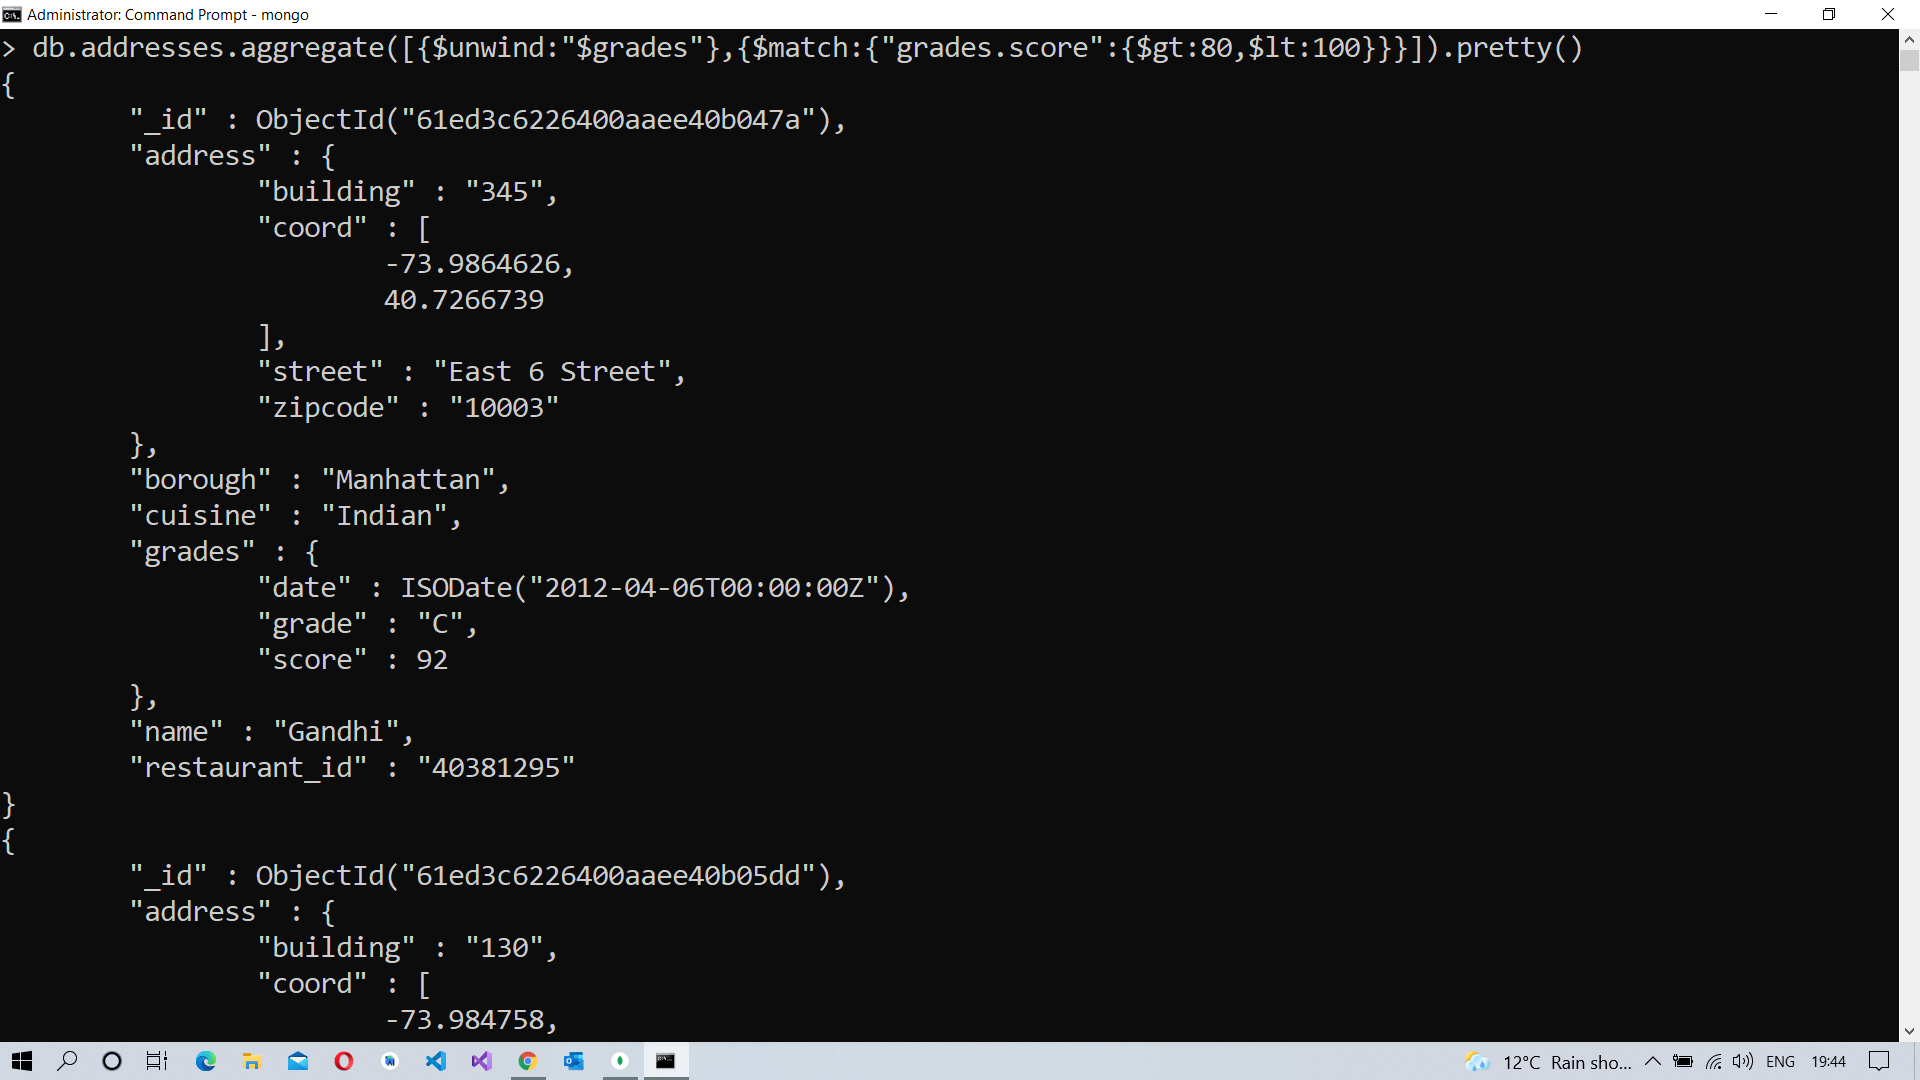 Administrator: Command Prompt - mongo
> db.addresses.aggregate([{$unwind:"$grades"},{$match:{"grades.score":{$gt:80,$lt:100}}}]).pretty()
{
"_id" : ObjectId("61ed3c6226400aaee40b047a"),
"address" : {
"building" : "345",
"coord" : [
-73.9864626,
40.7266739
],
"street" : "East 6 Street",
"zipcode" : "10003"
},
"borough" : "Manhattan",
"cuisine" : "Indian",
"grades" : {
"date" : ISODate("2012-04-06T00:00:00Z"),
"grade" : "C",
"score" : 92
},
"name" : "Gandhi",
"restaurant_id" : "40381295"
}
{
"_id" : ObjectId("61ed3c6226400aaee40b05dd"),
"address" : {
"building" : "130",
"coord" : [
-73.984758,
12°C Rain sho... ENG 19:44